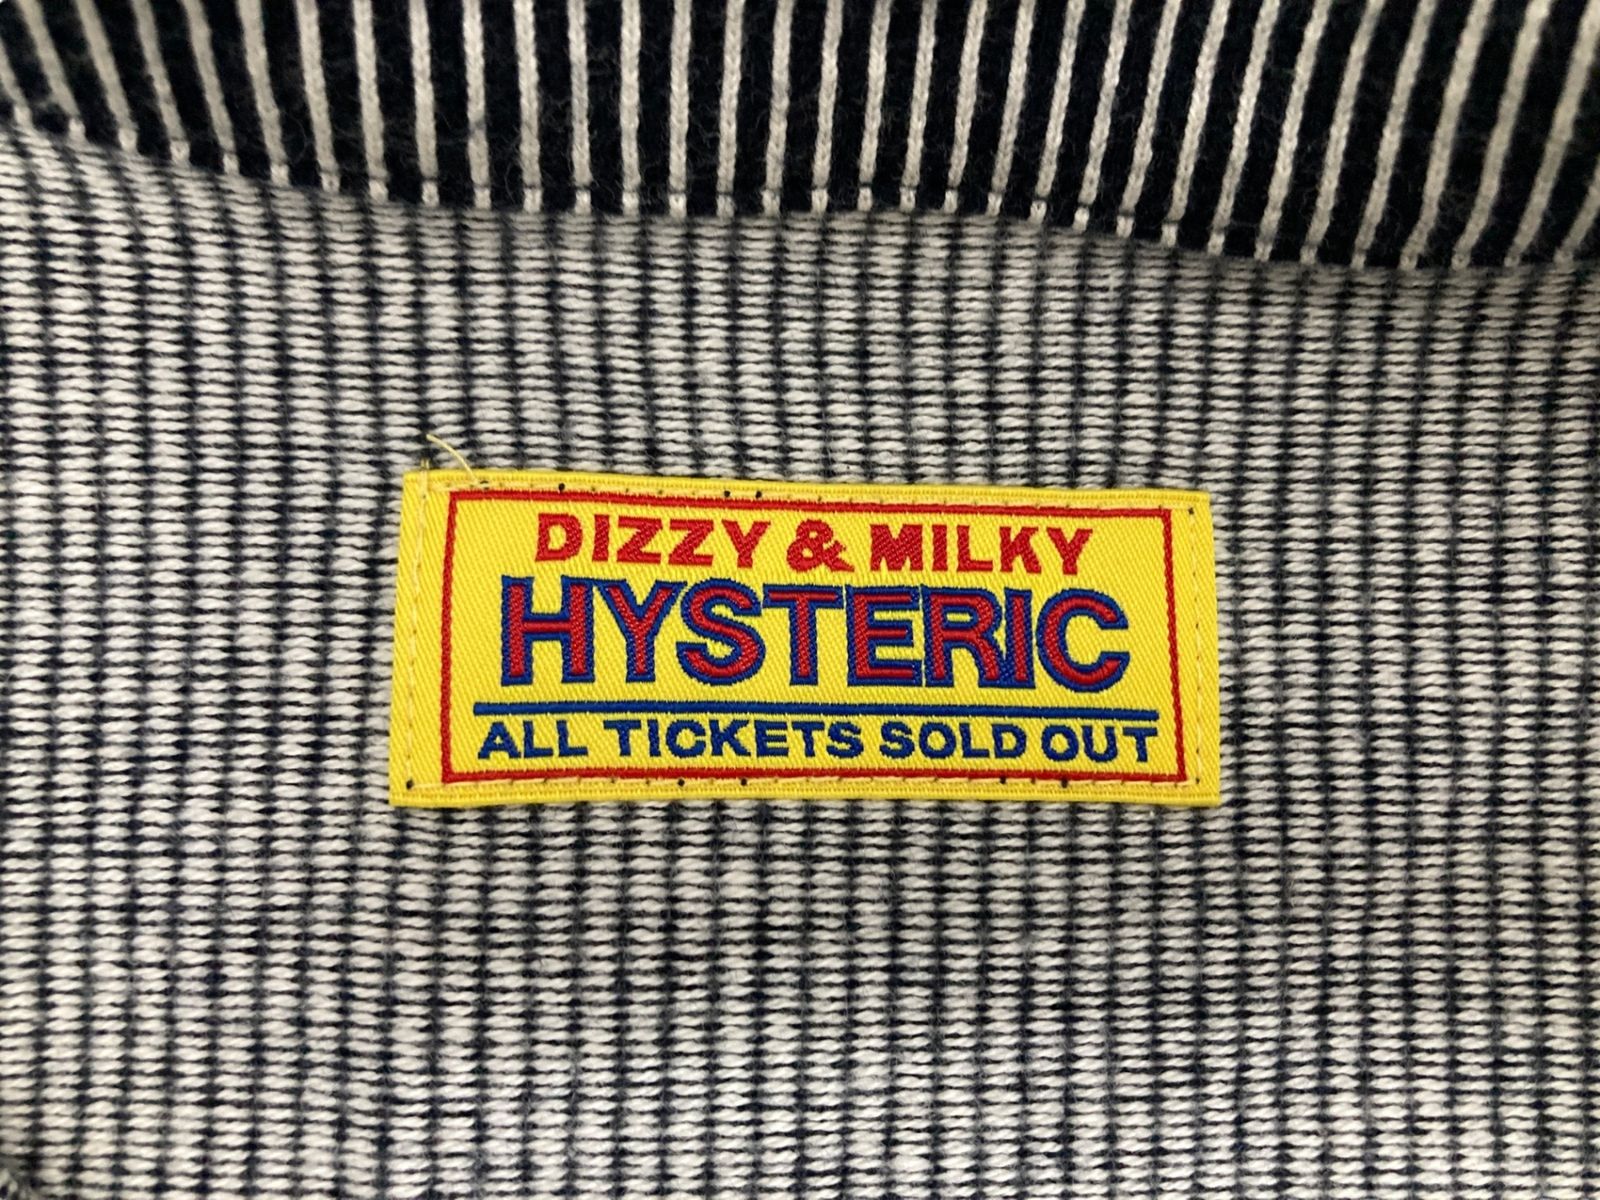 DIZZY & MILKY
HYSTERIC
ALL TICKETS SOLD OUT